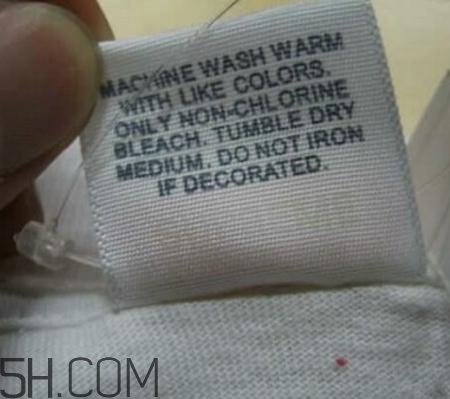 MACHINE WASH WARM
WITH LIKE COLORS.
ONLY NON-CHLORINE
BLEACH. TUMBLE DRY
MEDIUM. DO NOT IRON
IF DECORATED.
5H.COM